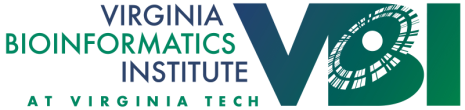 VIRGINIA
BIOINFORMATICS
INSTITUTE
AT VIRGINIA TECH
VBI